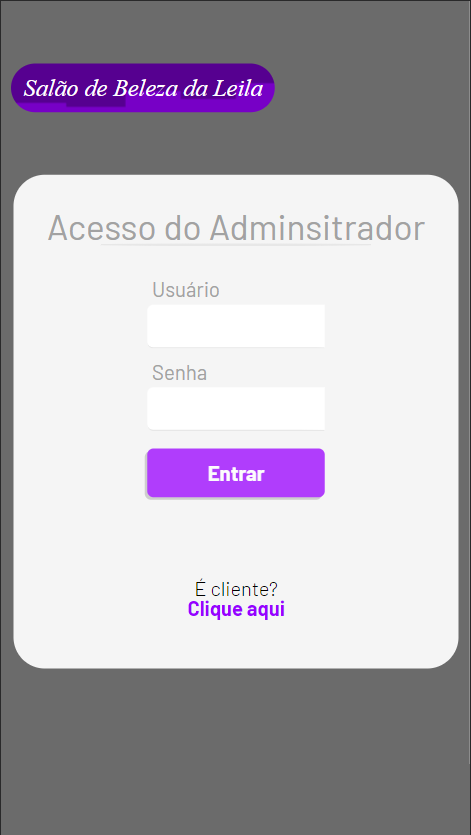 Salão de Beleza da Leila
Acesso do Adminsitrador
Usuário
Senha
Entrar
É cliente?
Clique aqui